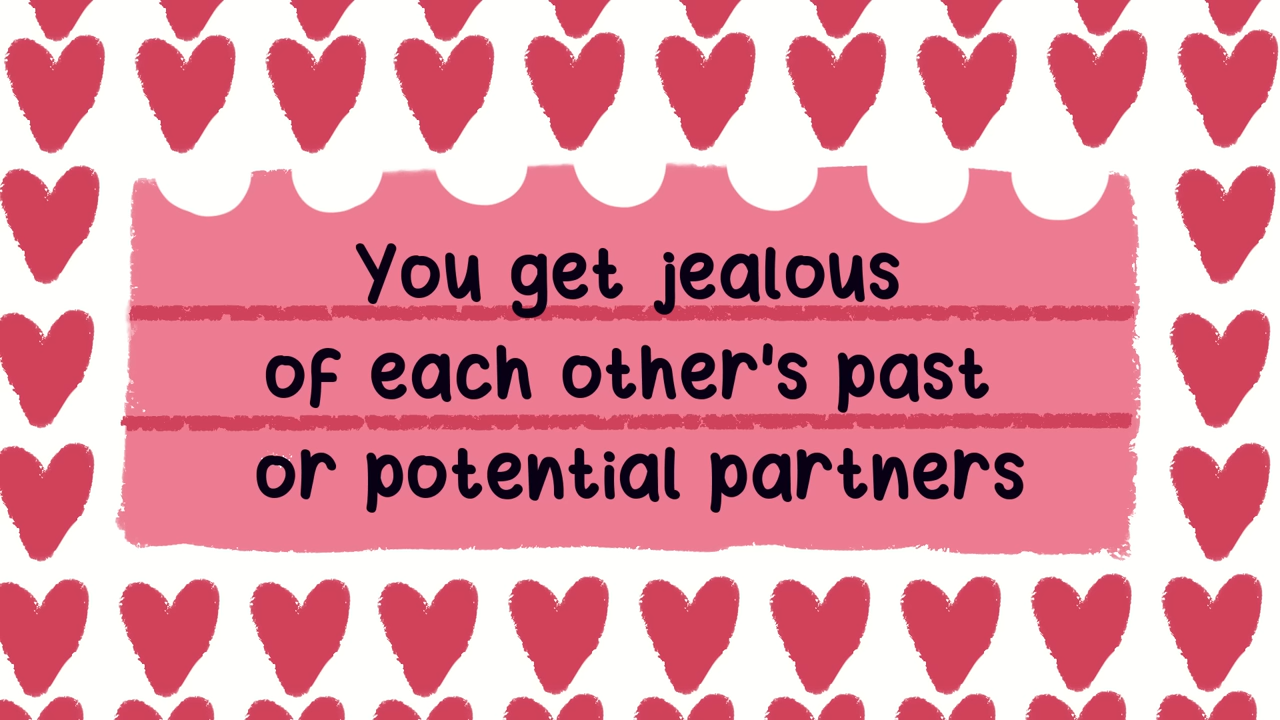 You get jealous
of each other's past
or potential partners